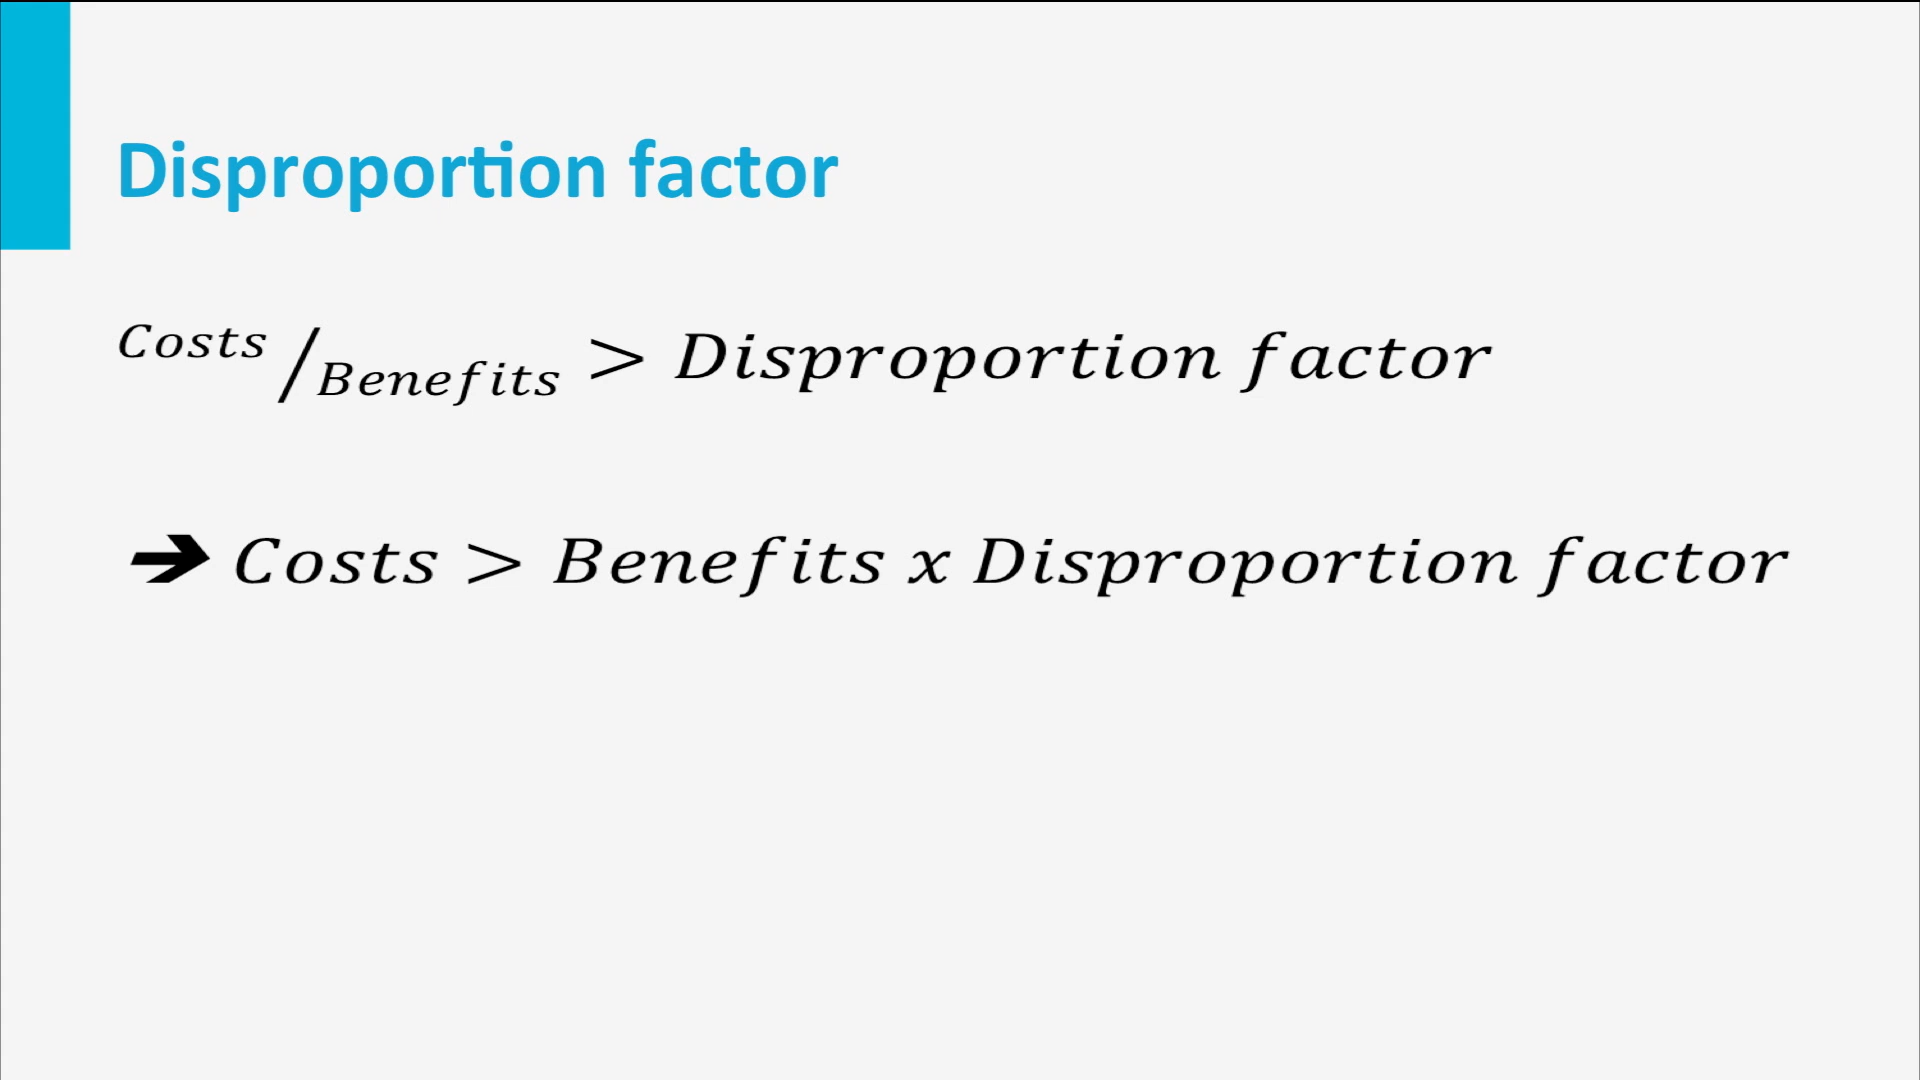 Disproportion factor
Costs/Benefits > Disproportion factor
➔ Costs > Benefits x Disproportion factor